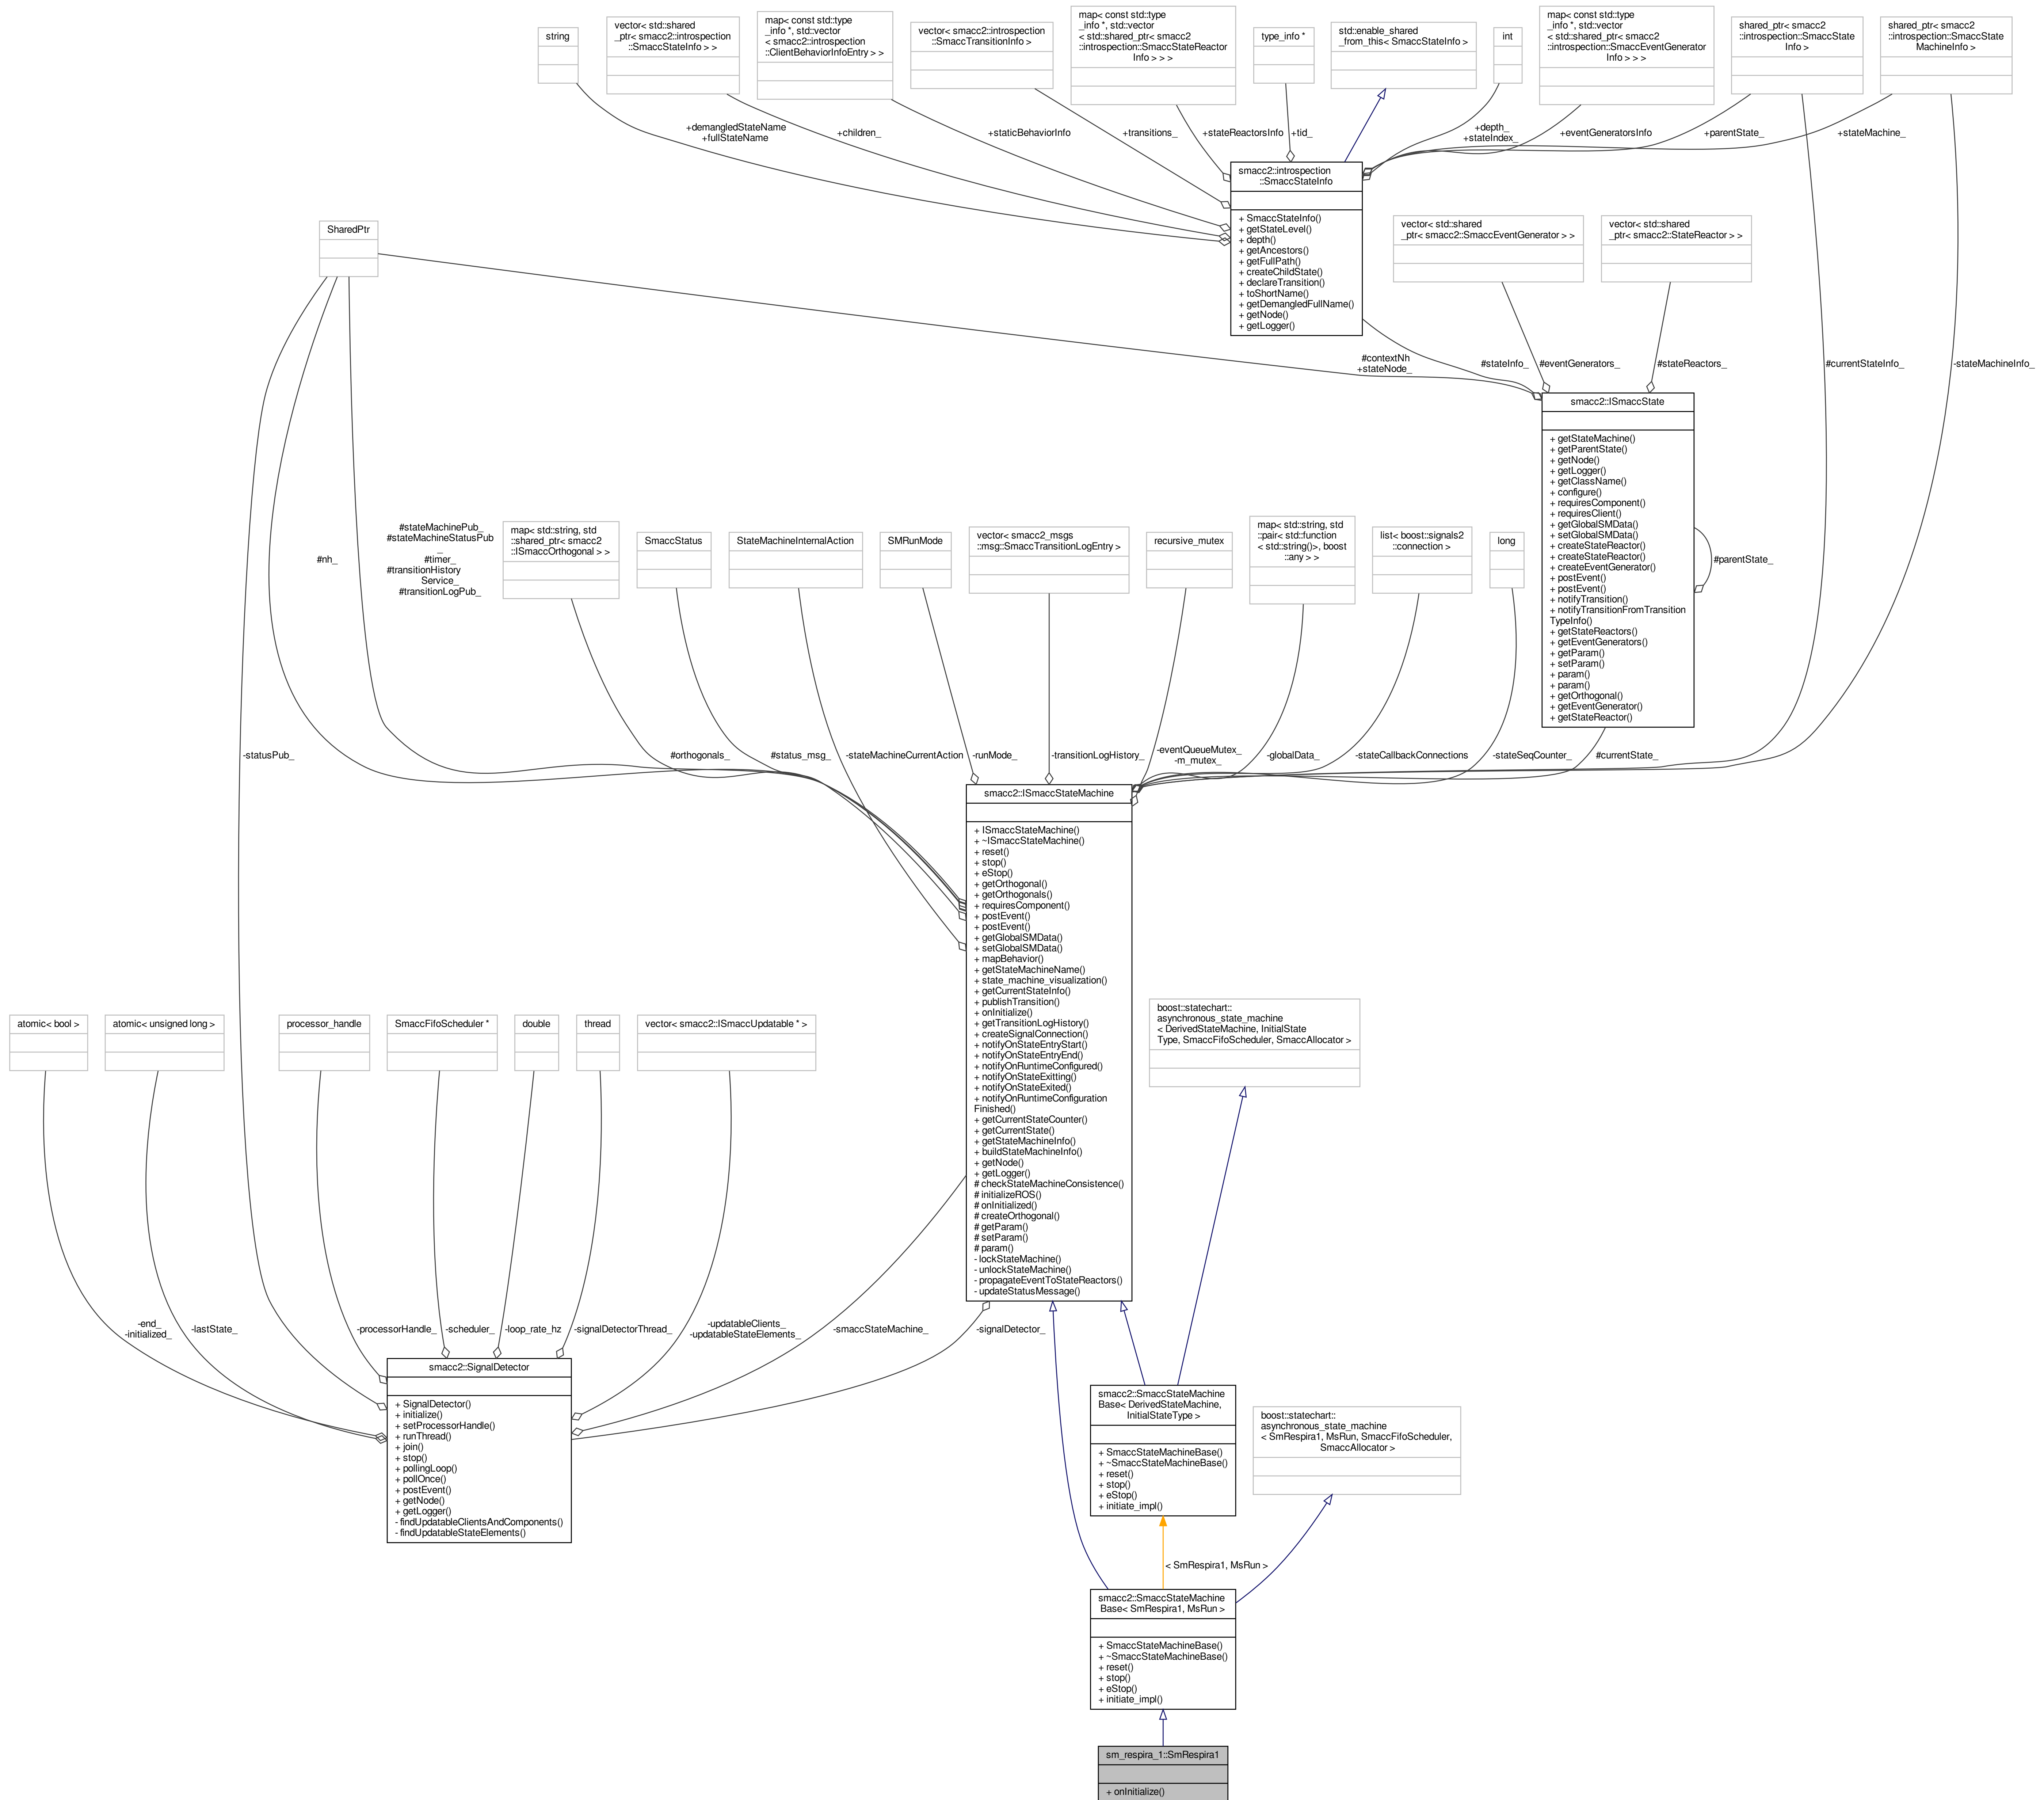 string
vector< std::shared
_ptr< smacc2::introspection
::SmaccStateInfo > >
map< const std::type
_info *, std::vector
< smacc2::introspection
::ClientBehaviorInfoEntry > >
vector< smacc2::introspection
::SmaccTransitionInfo >
map< const std::type
_info *, std::vector
< std::shared_ptr< smacc2
::introspection::SmaccStateReactor
Info > > >
type_info *
std::enable_shared
_from_this< SmaccStateInfo >
int
map< const std::type
_info *, std::vector
< std::shared_ptr< smacc2
::introspection::SmaccEventGenerator
Info > > >
shared_ptr< smacc2
::introspection::SmaccState
Info >
shared_ptr< smacc2
::introspection::SmaccState
MachineInfo >
+demangledStateName
+fullStateName
+children_
+staticBehaviorInfo
+transitions_
+stateReactorsInfo
+tid_
+depth_
+stateIndex_
+eventGeneratorsInfo
+parentState_
+stateMachine_
smacc2::introspection
::SmaccStateInfo
+ SmaccStateInfo()
+ getStateLevel()
+ depth()
+ getAncestors()
+ getFullPath()
+ createChildState()
+ declareTransition()
+ toShortName()
+ getDemangledFullName()
+ getNode()
+ getLogger()
SharedPtr
vector< std::shared
_ptr< smacc2::SmaccEventGenerator > >
vector< std::shared
_ptr< smacc2::StateReactor > >
#contextNh
+stateNode_
#stateInfo_
#eventGenerators_
#stateReactors_
#currentStateInfo_
-stateMachineInfo_
smacc2::ISmaccState
+ getStateMachine()
+ getParentState()
+ getNode()
+ getLogger()
+ getClassName()
+ configure()
+ requiresComponent()
+ requiresClient()
+ getGlobalSMData()
+ setGlobalSMData()
+ createStateReactor()
+ createStateReactor()
+ createEventGenerator()
+ postEvent()
+ postEvent()
+ notifyTransition()
+ notifyTransitionFromTransition
TypeInfo()
+ getStateReactors()
+ getEventGenerators()
+ getParam()
+ setParam()
+ param()
+ param()
+ getOrthogonal()
+ getEventGenerator()
+ getStateReactor()
#parentState_
#nh_
#stateMachinePub_
#stateMachineStatusPub
_
#timer_
#transitionHistory
Service_
#transitionLogPub_
map< std::string, std
::shared_ptr< smacc2
::ISmaccOrthogonal > >
SmaccStatus
StateMachineInternalAction
SMRunMode
vector< smacc2_msgs
::msg::SmaccTransitionLogEntry >
recursive_mutex
map< std::string, std
::pair< std::function
< std::string()>, boost
::any > >
list< boost::signals2
::connection >
long
-statusPub_
#orthogonals_
#status_msg_
-stateMachineCurrentAction
-runMode_
-transitionLogHistory_
-eventQueueMutex_
-m_mutex_
-globalData_
-stateCallbackConnections
-stateSeqCounter_
#currentState_
smacc2::ISmaccStateMachine
+ ISmaccStateMachine()
+ ~ISmaccStateMachine()
+ reset()
+ stop()
+ eStop()
+ getOrthogonal()
+ getOrthogonals()
+ requiresComponent()
+ postEvent()
+ postEvent()
+ getGlobalSMData()
+ setGlobalSMData()
+ mapBehavior()
+ getStateMachineName()
+ state_machine_visualization()
+ getCurrentStateInfo()
+ publishTransition()
+ onInitialize()
+ getTransitionLogHistory()
+ createSignalConnection()
+ notifyOnStateEntryStart()
+ notifyOnStateEntryEnd()
+ notifyOnRuntimeConfigured()
+ notifyOnStateExitting()
+ notifyOnStateExited()
+ notifyOnRuntimeConfiguration
Finished()
+ getCurrentStateCounter()
+ getCurrentState()
+ getStateMachineInfo()
+ buildStateMachineInfo()
+ getNode()
+ getLogger()
# checkStateMachineConsistence()
# initializeROS()
# onInitialized()
# createOrthogonal()
# getParam()
# setParam()
# param()
- lockStateMachine()
- unlockStateMachine()
- propagateEventToStateReactors()
- updateStatusMessage()
atomic< bool >
atomic< unsigned long >
processor_handle
SmaccFifoScheduler *
double
thread
vector< smacc2::ISmaccUpdatable * >
boost::statechart::
asynchronous_state_machine
< DerivedStateMachine, InitialState
Type, SmaccFifoScheduler, SmaccAllocator >
-end_
-initialized_
-lastState_
-processorHandle_
-scheduler_
-loop_rate_hz
-signalDetectorThread_
-updatableClients_
-updatableStateElements_
-smaccStateMachine_
-signalDetector_
smacc2::SignalDetector
+ SignalDetector()
+ initialize()
+ setProcessorHandle()
+ runThread()
+ join()
+ stop()
+ pollingLoop()
+ pollOnce()
+ postEvent()
+ getNode()
+ getLogger()
- findUpdatableClientsAndComponents()
- findUpdatableStateElements()
smacc2::SmaccStateMachine
Base< DerivedStateMachine,
InitialStateType >
+ SmaccStateMachineBase()
+ ~SmaccStateMachineBase()
+ reset()
+ stop()
+ eStop()
+ initiate_impl()
boost::statechart::
asynchronous_state_machine
< SmRespira1, MsRun, SmaccFifoScheduler,
SmaccAllocator >
< SmRespira1, MsRun >
smacc2::SmaccStateMachine
Base< SmRespira1, MsRun >
+ SmaccStateMachineBase()
+ ~SmaccStateMachineBase()
+ reset()
+ stop()
+ eStop()
+ initiate_impl()
sm_respira_1::SmRespira1
+ onInitialize()